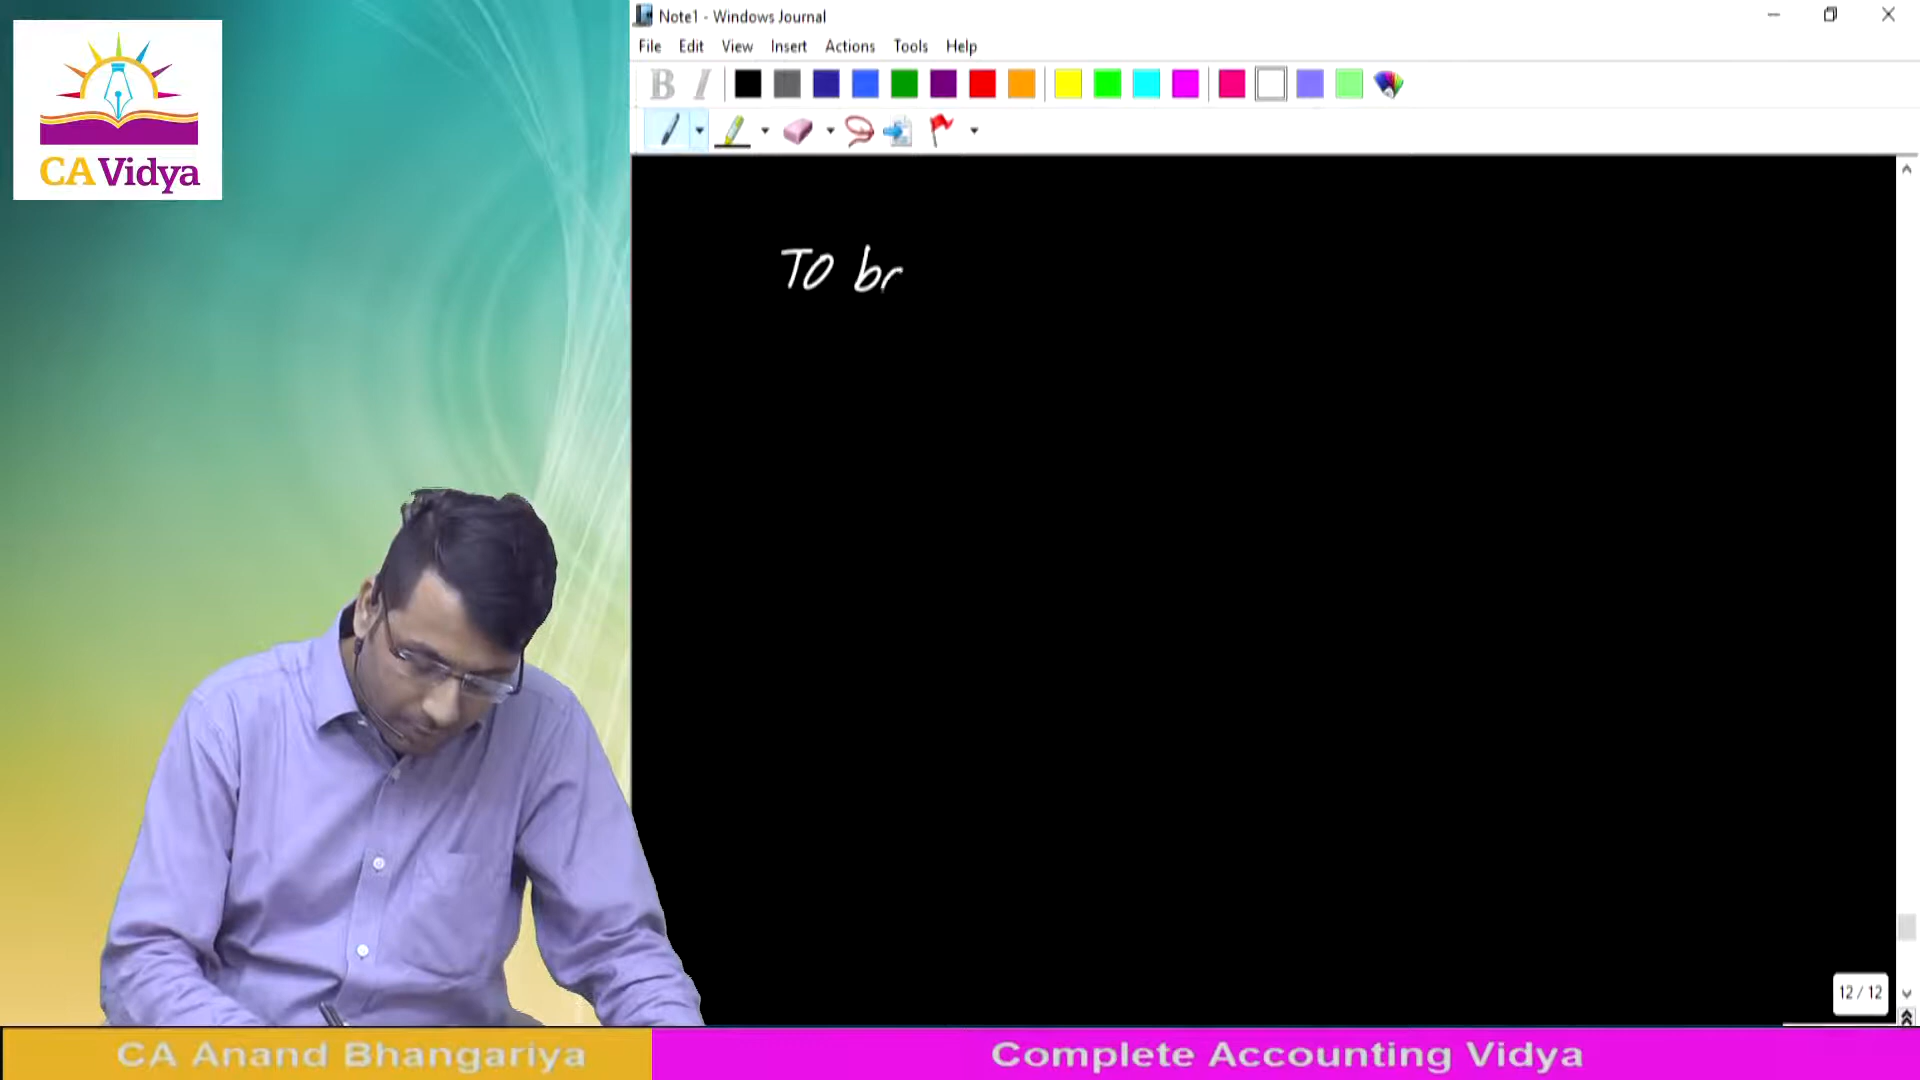 CA Vidya
Note1 - Windows Journal
File Edit View Insert Actions Tools Help
B I
To br
12 / 12
CA Anand Bhangariya
Complete Accounting Vidya